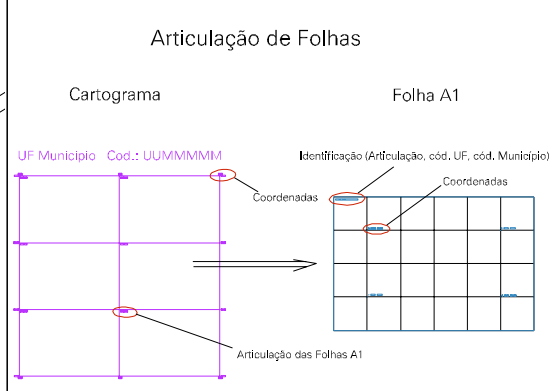 Articulação de Folhas
Cartograma
Folha A1
UF Municipio Cod.: UUMMMMM
Identificação (Articulação, cód. UF, cód. Município)
Coordenadas
Coordenadas
Articulação das Folhas A1